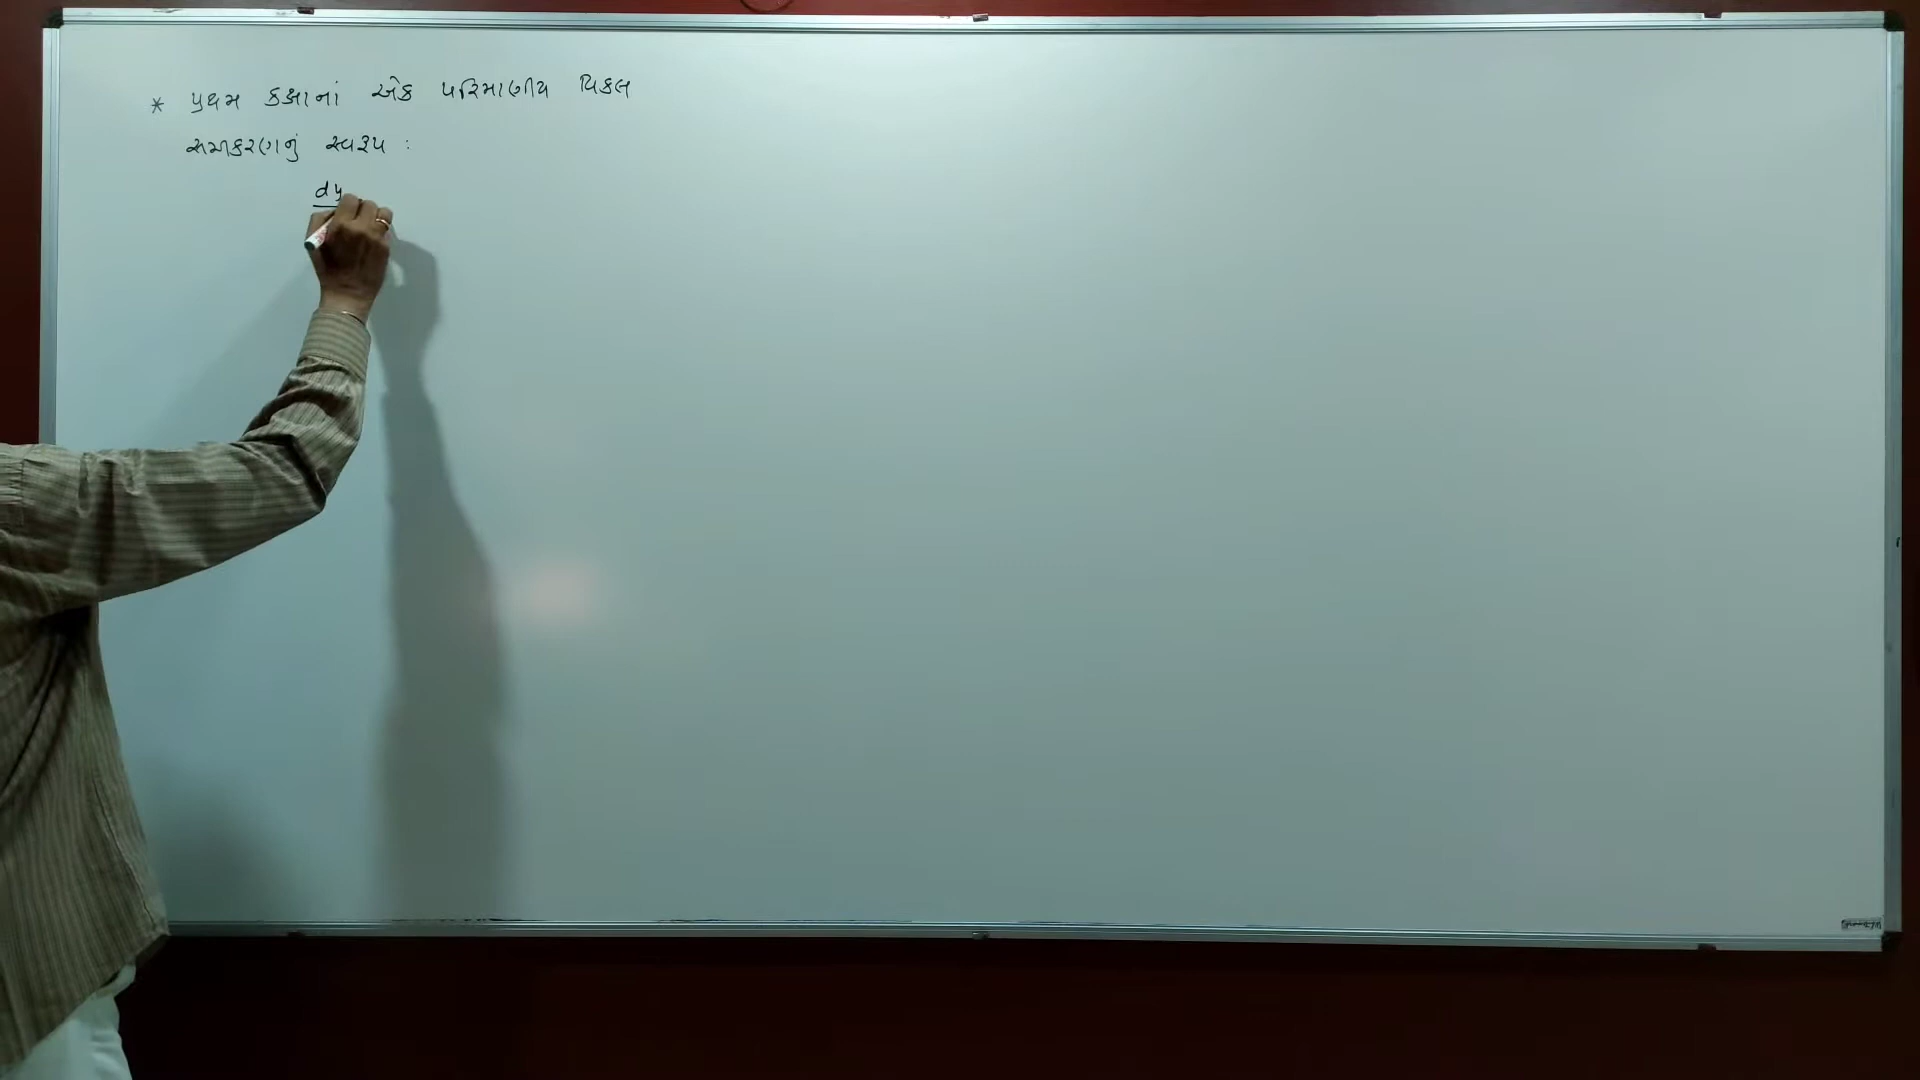 * પ્રથમ કક્ષાનાં એક પરિમાણીય વિકલ
સમીકરણનું સ્વરૂપ :
dy